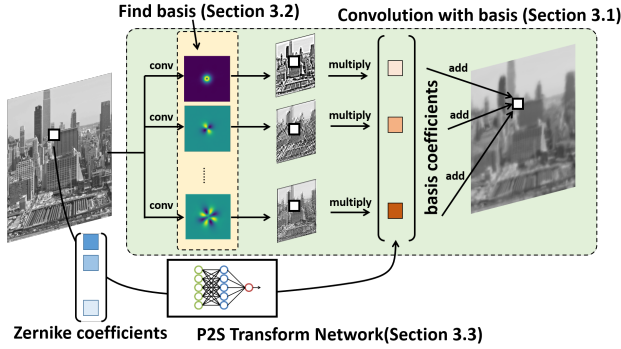 Find basis (Section 3.2)
Convolution with basis (Section 3.1)
conv
multiply
add
conv
multiply
add
......
conv
multiply
add
basis coefficients
Zernike coefficients
P2S Transform Network(Section 3.3)